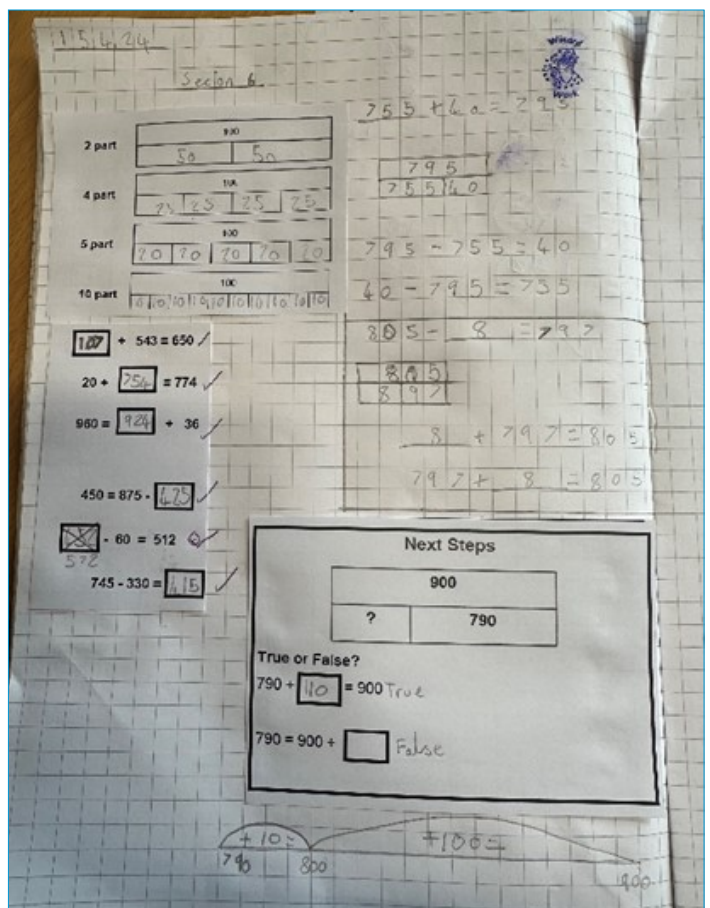 15.4.24
Wizard
Work
Secion 6
2 part
100
50 50
4 part
100
25 25 25 25
5 part
100
20 20 20 20 20
10 part
100
10 10 10 10 10 10 10 10 10 10
755 + 40 = 795
795
755 40
795 - 755 = 40
40 - 795 = 755
805 - 8 = 797
805
8 97
8 + 797 = 805
797 + 8 = 805
107 + 543 = 650
20 + 754 = 774
960 = 924 + 36
450 = 875 - 425
- 60 = 512
572
745 - 330 = 415
Next Steps
900
? 790
True or False?
790 + 110 = 900 True
790 = 900 + False
+10= +100=
790 800 900